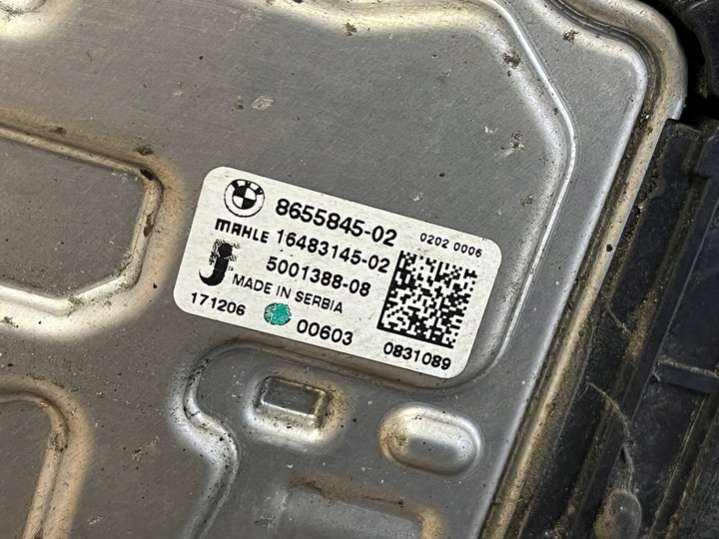 8655845-02
0202 0006
MAHLE 16483145-02
J
5001388-08
MADE IN SERBIA
171206 00603 0831089